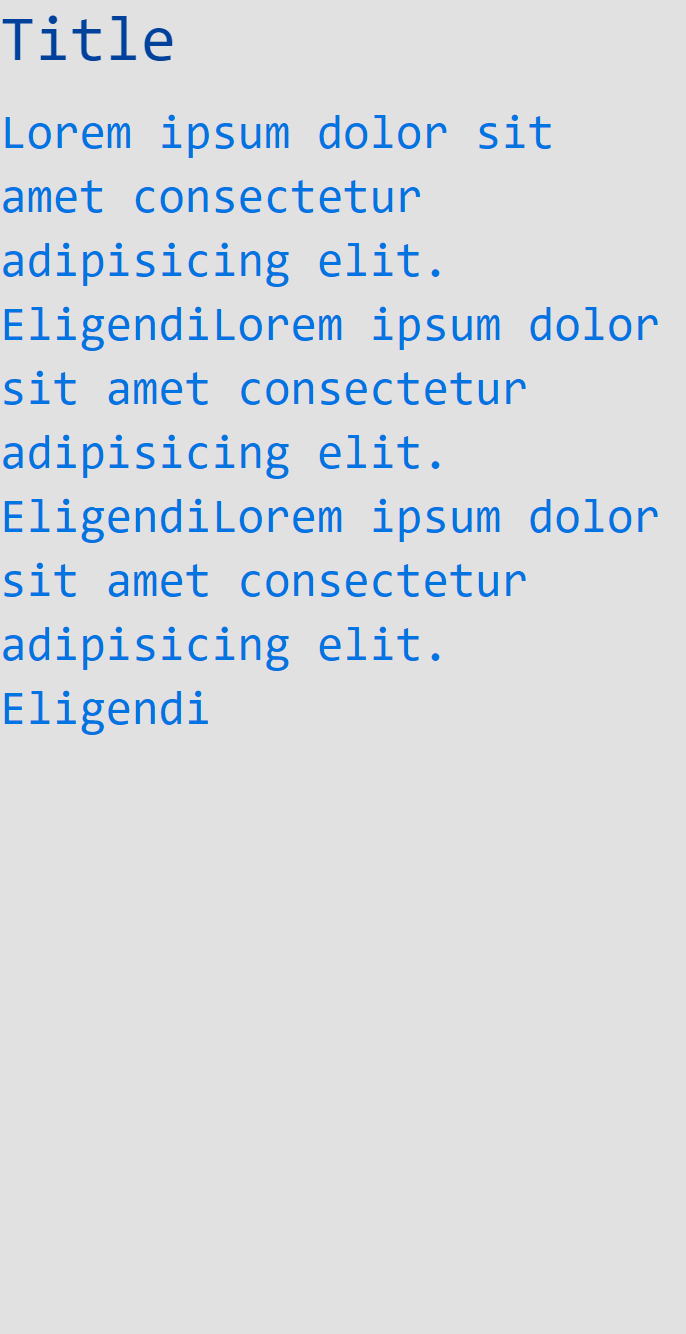 Title
Lorem ipsum dolor sit
amet consectetur
adipisicing elit.
EligendiLorem ipsum dolor
sit amet consectetur
adipisicing elit.
EligendiLorem ipsum dolor
sit amet consectetur
adipisicing elit.
Eligendi